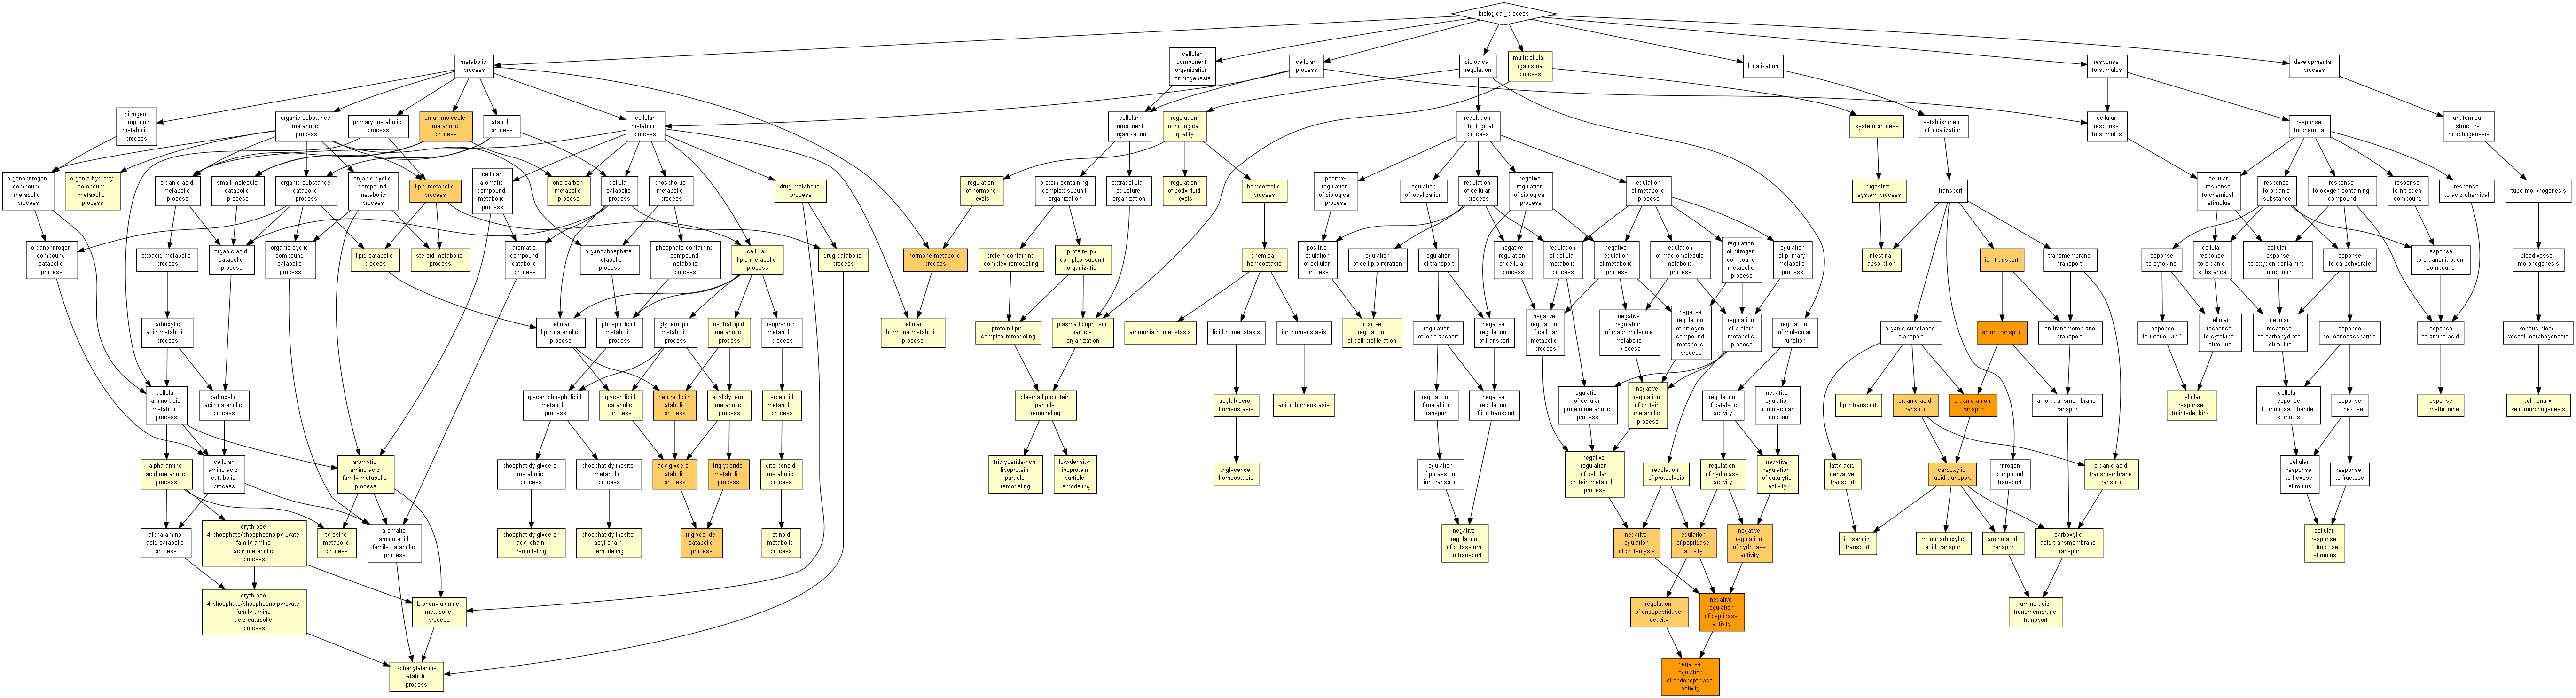 biological_process
metabolic
process
cellular
component
organization
or biogenesis
cellular
process
biological
regulation
multicellular
organismal
process
localization
response
to stimulus
developmental
process
nitrogen
compound
metabolic
process
organic substance
metabolic
process
primary metabolic
process
small molecule
metabolic
process
catabolic
process
cellular
metabolic
process
cellular
component
organization
regulation
of biological
quality
regulation
of biological
process
system process
establishment
of localization
cellular
response
to stimulus
response
to chemical
anatomical
structure
morphogenesis
organonitrogen
compound
metabolic
process
organic hydroxy
compound
metabolic
process
organic acid
metabolic
process
small molecule
catabolic
process
organic substance
catabolic
process
organic cyclic
compound
metabolic
process
lipid metabolic
process
cellular
aromatic
compound
metabolic
process
one-carbon
metabolic
process
cellular
catabolic
process
phosphorus
metabolic
process
drug metabolic
process
regulation
of hormone
levels
protein-containing
complex subunit
organization
extracellular
structure
organization
regulation
of body fluid
levels
homeostatic
process
positive
regulation
of biological
process
regulation
of localization
regulation
of cellular
process
negative
regulation
of biological
process
regulation
of metabolic
process
digestive
system process
transport
cellular
response
to chemical
stimulus
response
to organic
substance
response
to oxygen-containing
compound
response
to nitrogen
compound
response
to acid chemical
tube morphogenesis
organonitrogen
compound
catabolic
process
oxoacid metabolic
process
organic acid
catabolic
process
organic cyclic
compound
catabolic
process
lipid catabolic
process
steroid metabolic
process
aromatic
compound
catabolic
process
organophosphate
metabolic
process
phosphate-containing
compound
metabolic
process
cellular
lipid metabolic
process
drug catabolic
process
hormone metabolic
process
protein-containing
complex remodeling
protein-lipid
complex subunit
organization
chemical
homeostasis
positive
regulation
of cellular
process
regulation
of cell proliferation
regulation
of transport
negative
regulation
of cellular
process
regulation
of cellular
metabolic
process
negative
regulation
of metabolic
process
regulation
of macromolecule
metabolic
process
regulation
of nitrogen
compound
metabolic
process
regulation
of primary
metabolic
process
intestinal
absorption
ion transport
transmembrane
transport
response
to cytokine
cellular
response
to organic
substance
cellular
response
to oxygen-containing
compound
response
to carbohydrate
response
to organonitrogen
compound
blood vessel
morphogenesis
carboxylic
acid metabolic
process
cellular
lipid catabolic
process
phospholipid
metabolic
process
glycerolipid
metabolic
process
neutral lipid
metabolic
process
isoprenoid
metabolic
process
cellular
hormone metabolic
process
protein-lipid
complex remodeling
plasma lipoprotein
particle
organization
ammonia homeostasis
lipid homeostasis
ion homeostasis
positive
regulation
of cell proliferation
regulation
of ion transport
negative
regulation
of transport
negative
regulation
of cellular
metabolic
process
negative
regulation
of macromolecule
metabolic
process
negative
regulation
of nitrogen
compound
metabolic
process
regulation
of protein
metabolic
process
regulation
of molecular
function
organic substance
transport
anion transport
ion transmembrane
transport
response
to interleukin-1
cellular
response
to cytokine
stimulus
cellular
response
to carbohydrate
stimulus
response
to monosaccharide
response
to amino acid
venous blood
vessel morphogenesis
cellular
amino acid
metabolic
process
carboxylic
acid catabolic
process
glycerophospholipid
metabolic
process
glycerolipid
catabolic
process
neutral lipid
catabolic
process
acylglycerol
metabolic
process
terpenoid
metabolic
process
plasma lipoprotein
particle
remodeling
acylglycerol
homeostasis
anion homeostasis
regulation
of metal ion
transport
negative
regulation
of ion transport
regulation
of cellular
protein metabolic
process
negative
regulation
of protein
metabolic
process
regulation
of catalytic
activity
negative
regulation
of molecular
function
lipid transport
organic acid
transport
organic anion
transport
anion transmembrane
transport
cellular
response
to interleukin-1
cellular
response
to monosaccharide
stimulus
response
to hexose
response
to methionine
pulmonary
vein morphogenesis
alpha-amino
acid metabolic
process
cellular
amino acid
catabolic
process
aromatic
amino acid
family metabolic
process
phosphatidylglycerol
metabolic
process
phosphatidylinositol
metabolic
process
acylglycerol
catabolic
process
triglyceride
metabolic
process
diterpenoid
metabolic
process
triglyceride-rich
lipoprotein
particle
remodeling
low-density
lipoprotein
particle
remodeling
triglyceride
homeostasis
regulation
of potassium
ion transport
negative
regulation
of cellular
protein metabolic
process
regulation
of proteolysis
regulation
of hydrolase
activity
negative
regulation
of catalytic
activity
fatty acid
derivative
transport
carboxylic
acid transport
nitrogen
compound
transport
organic acid
transmembrane
transport
cellular
response
to hexose
stimulus
response
to fructose
alpha-amino
acid catabolic
process
erythrose
4-phosphate/phosphoenolpyruvate
family amino
acid metabolic
process
tyrosine
metabolic
process
aromatic
amino acid
family catabolic
process
phosphatidylglycerol
acyl-chain
remodeling
phosphatidylinositol
acyl-chain
remodeling
triglyceride
catabolic
process
retinoid
metabolic
process
negative
regulation
of potassium
ion transport
negative
regulation
of proteolysis
regulation
of peptidase
activity
negative
regulation
of hydrolase
activity
icosanoid
transport
monocarboxylic
acid transport
amino acid
transport
carboxylic
acid transmembrane
transport
cellular
response
to fructose
stimulus
erythrose
4-phosphate/phosphoenolpyruvate
family amino
acid catabolic
process
L-phenylalanine
metabolic
process
regulation
of endopeptidase
activity
negative
regulation
of peptidase
activity
amino acid
transmembrane
transport
L-phenylalanine
catabolic
process
negative
regulation
of endopeptidase
activity